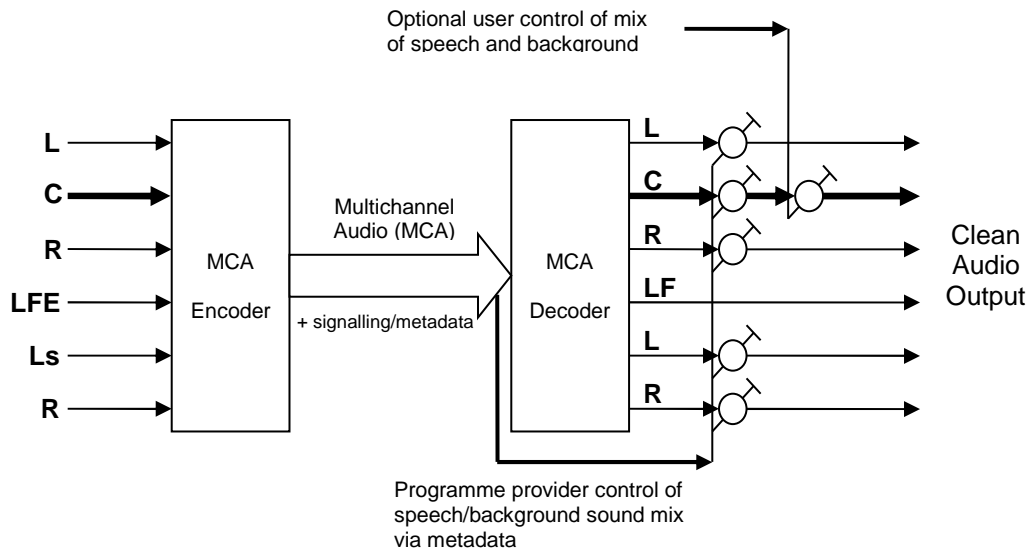 Optional user control of mix
of speech and background
L
C
R
LFE
Ls
R
MCA
Encoder
Multichannel
Audio (MCA)
+ signalling/metadata
MCA
Decoder
L
C
R
LF
L
R
Clean
Audio
Output
Programme provider control of
speech/background sound mix
via metadata